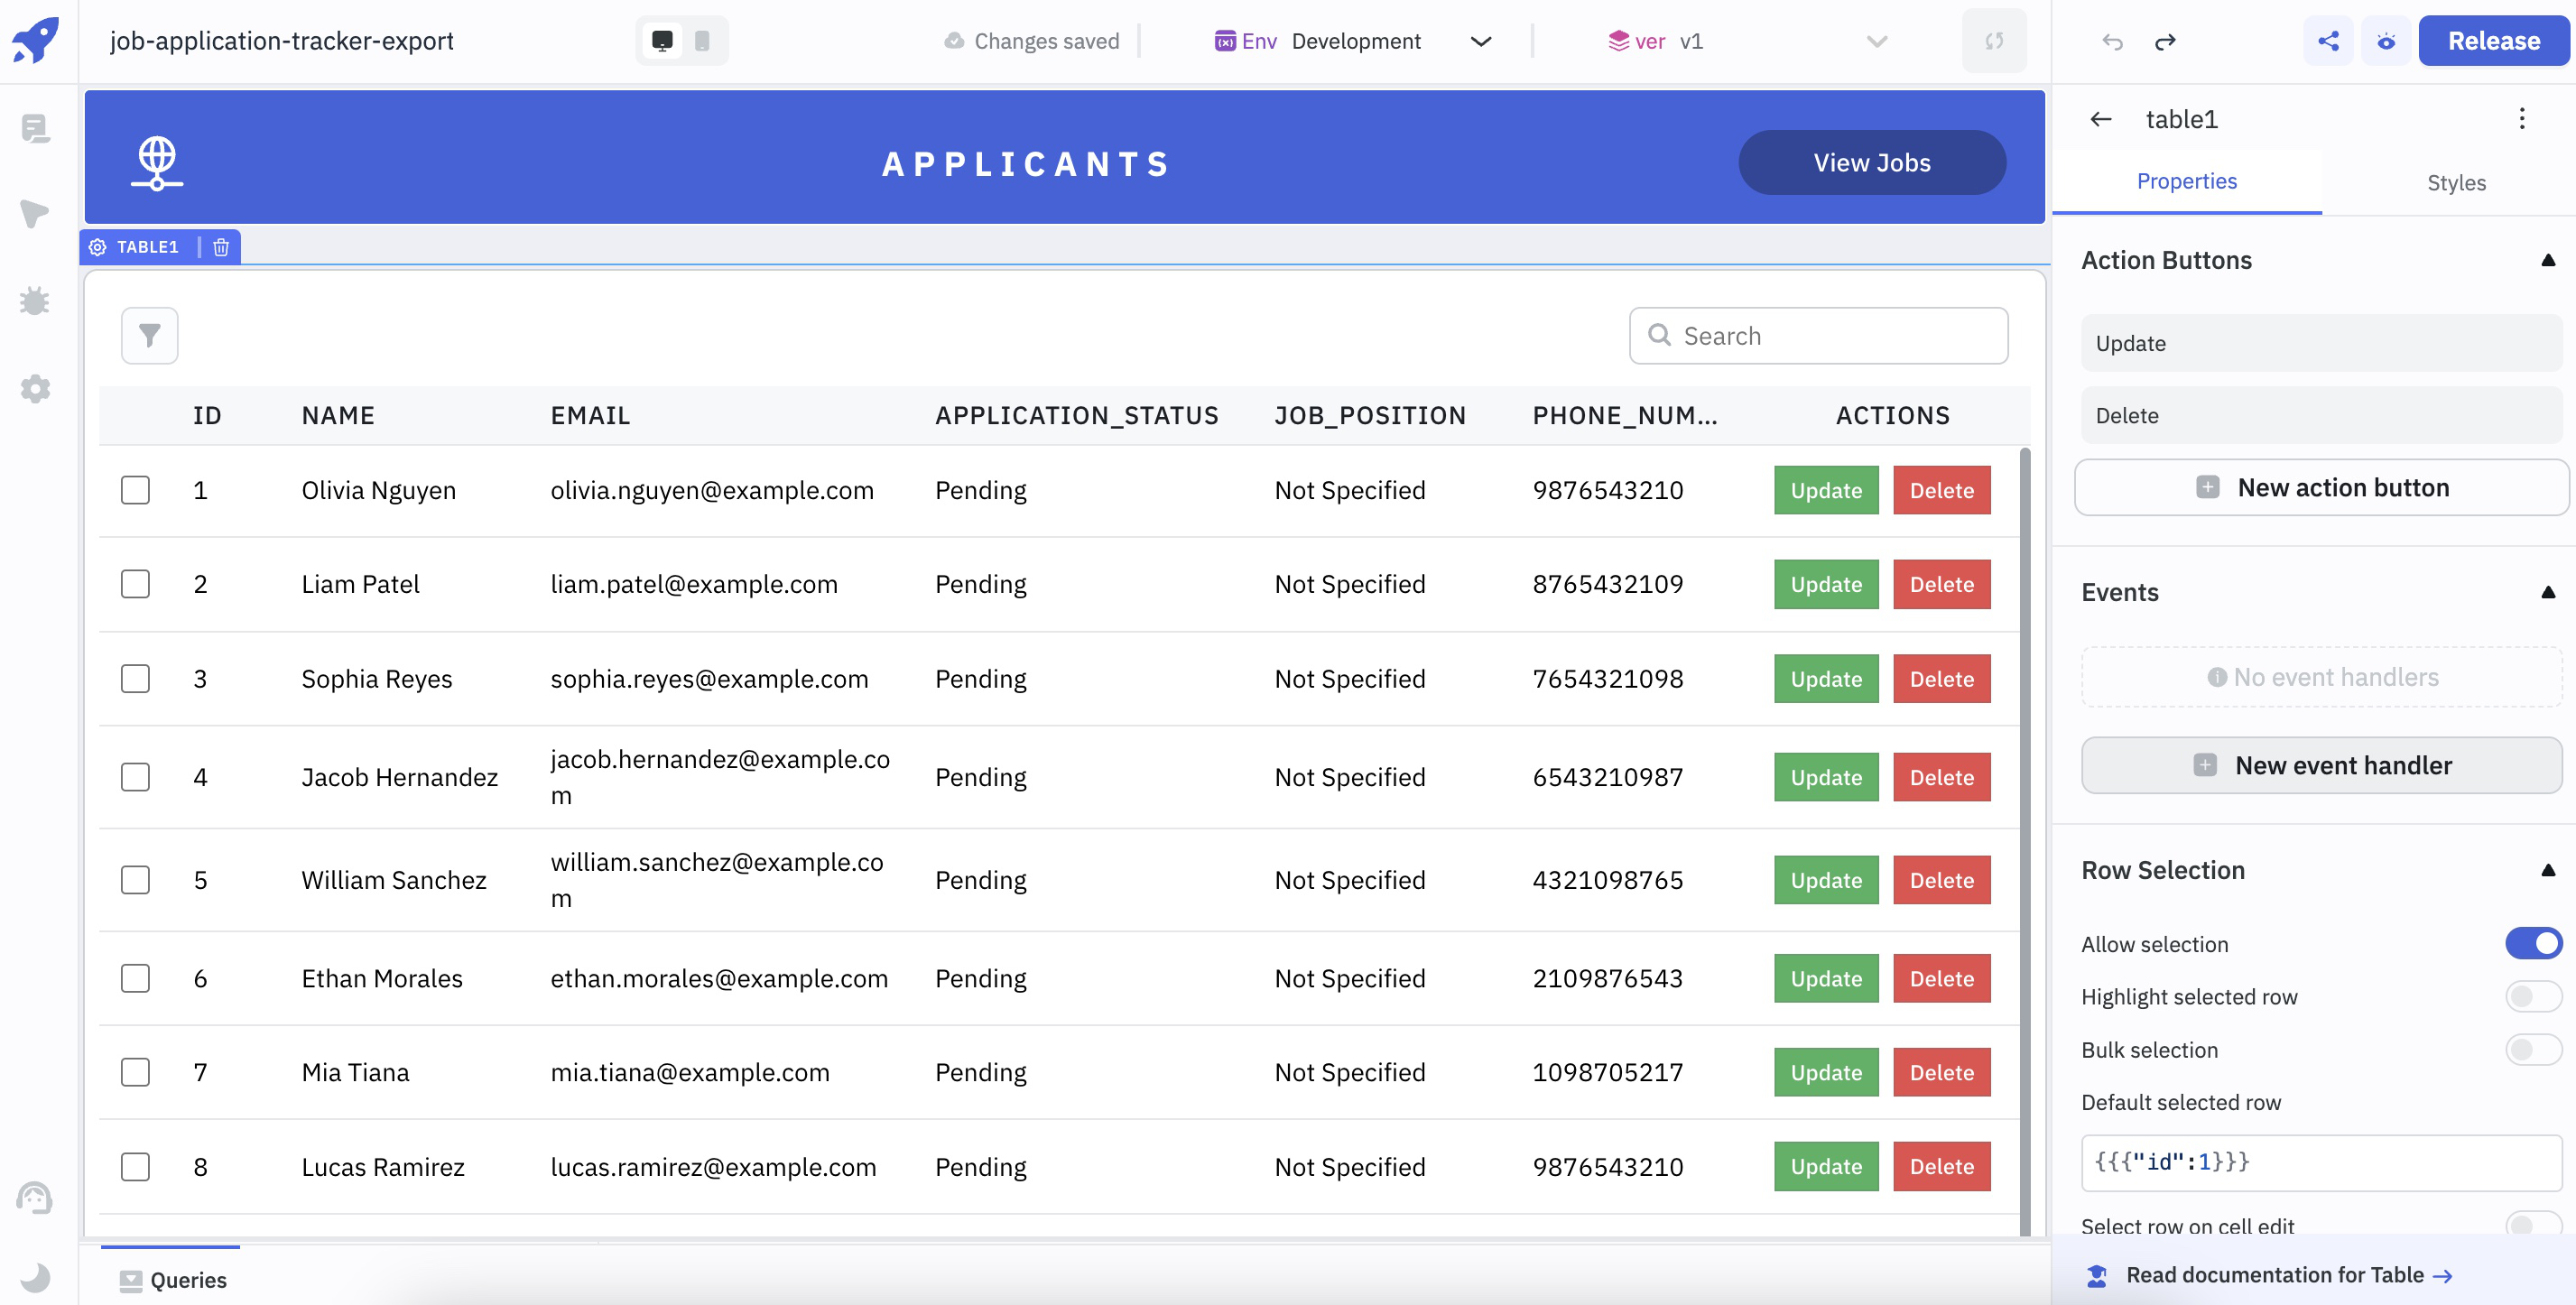 job-application-tracker-export
Changes saved
Env Development
ver v1
Release
APPLICANTS
View Jobs
TABLE1
Search
ID NAME EMAIL APPLICATION_STATUS JOB_POSITION PHONE_NUM... ACTIONS
1 Olivia Nguyen olivia.nguyen@example.com Pending Not Specified 9876543210 Update Delete
2 Liam Patel liam.patel@example.com Pending Not Specified 8765432109 Update Delete
3 Sophia Reyes sophia.reyes@example.com Pending Not Specified 7654321098 Update Delete
4 Jacob Hernandez jacob.hernandez@example.co Pending Not Specified 6543210987 Update Delete
m
5 William Sanchez william.sanchez@example.co Pending Not Specified 4321098765 Update Delete
m
6 Ethan Morales ethan.morales@example.com Pending Not Specified 2109876543 Update Delete
7 Mia Tiana mia.tiana@example.com Pending Not Specified 1098705217 Update Delete
8 Lucas Ramirez lucas.ramirez@example.com Pending Not Specified 9876543210 Update Delete
Queries
table1
Properties Styles
Action Buttons
Update
Delete
New action button
Events
No event handlers
New event handler
Row Selection
Allow selection
Highlight selected row
Bulk selection
Default selected row
{{{"id":1}}}
Select row on cell edit
Read documentation for Table →